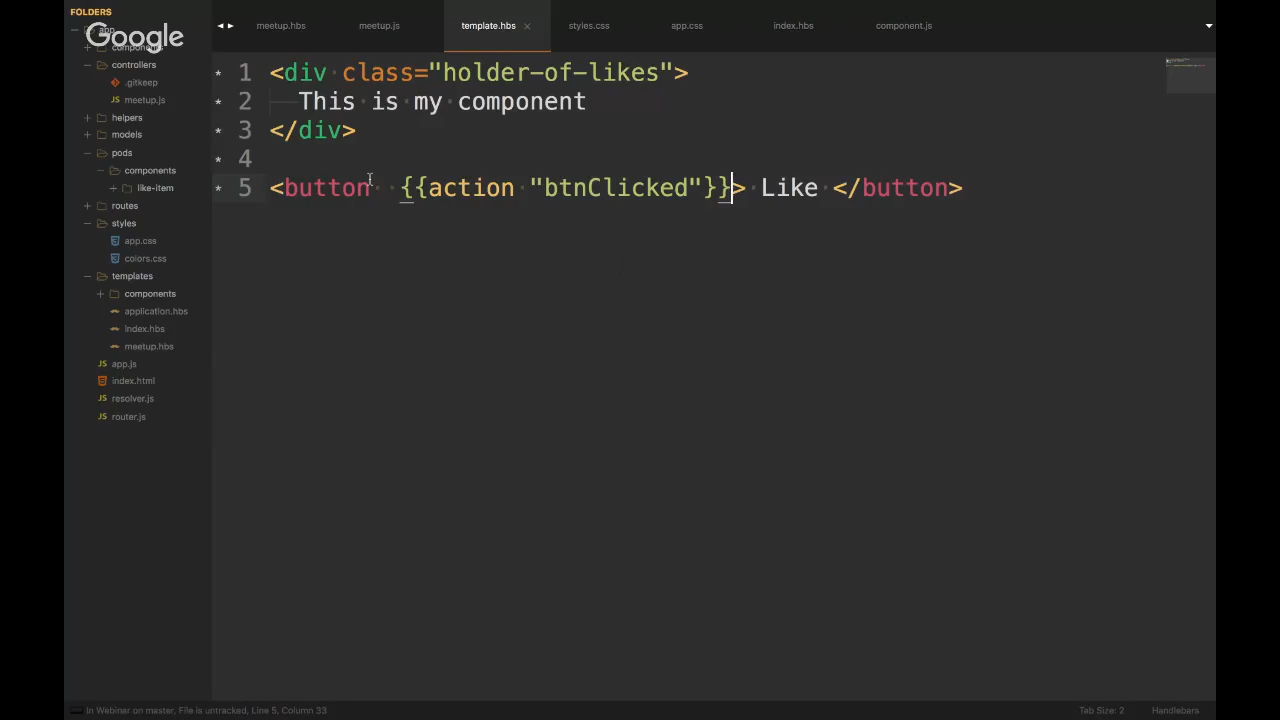 FOLDERS
app
Google
components
controllers
.gitkeep
meetup.js
helpers
models
pods
components
like-item
routes
styles
app.css
colors.css
templates
components
application.hbs
index.hbs
meetup.hbs
app.js
index.html
resolver.js
router.js
meetup.hbs meetup.js template.hbs × styles.css app.css index.hbs component.js
* 1 <div class="holder-of-likes">
* 2 This is my component
* 3 </div>
* 4
* 5 <button {{action "btnClicked"}}> Like </button>
In Webinar on master, File is untracked, Line 5, Column 33 Tab Size: 2 Handlebars